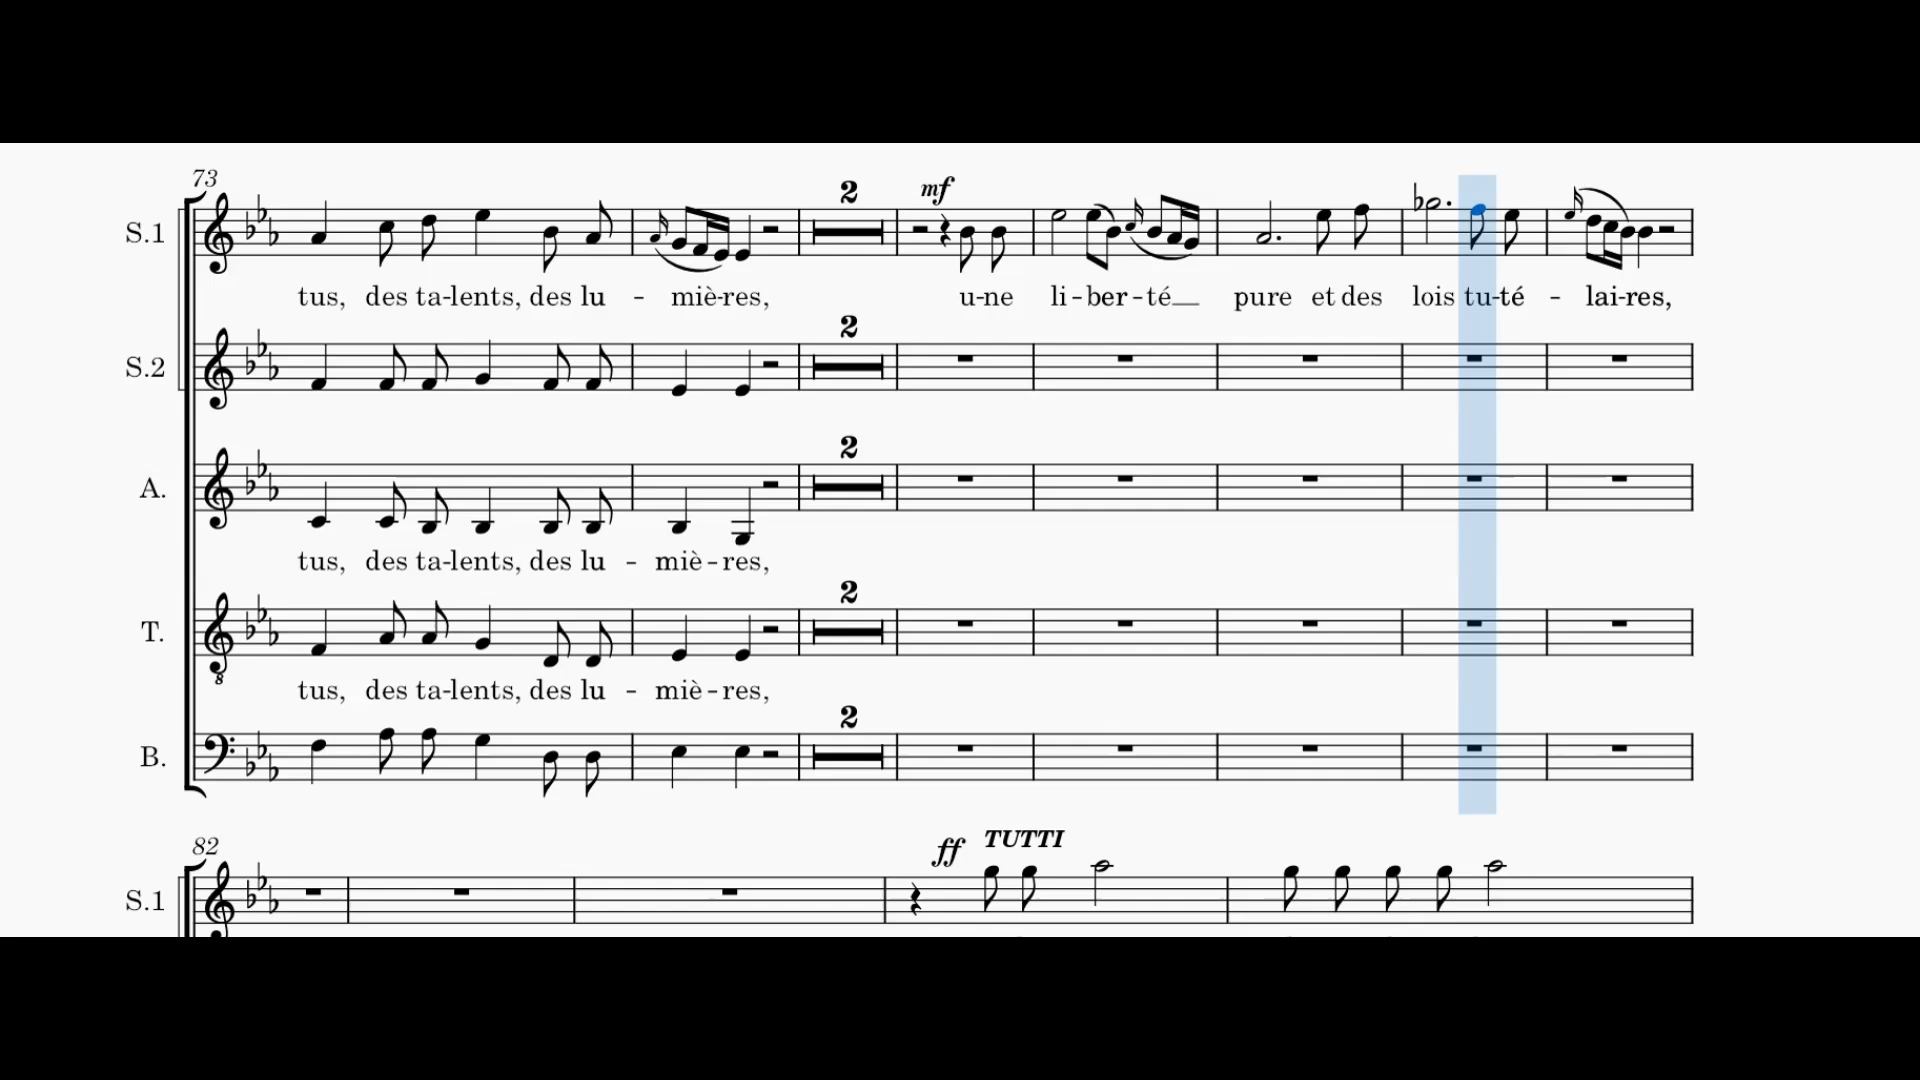 73
2 mf
S.1
tus, des ta-lents, des lu - miè-res, u-ne li-ber-té pure et des lois tu-té - lai-res,
2
S.2
2
A.
tus, des ta-lents, des lu - miè-res,
2
T.
8
tus, des ta-lents, des lu - miè-res,
2
B.
82 ff TUTTI
S.1